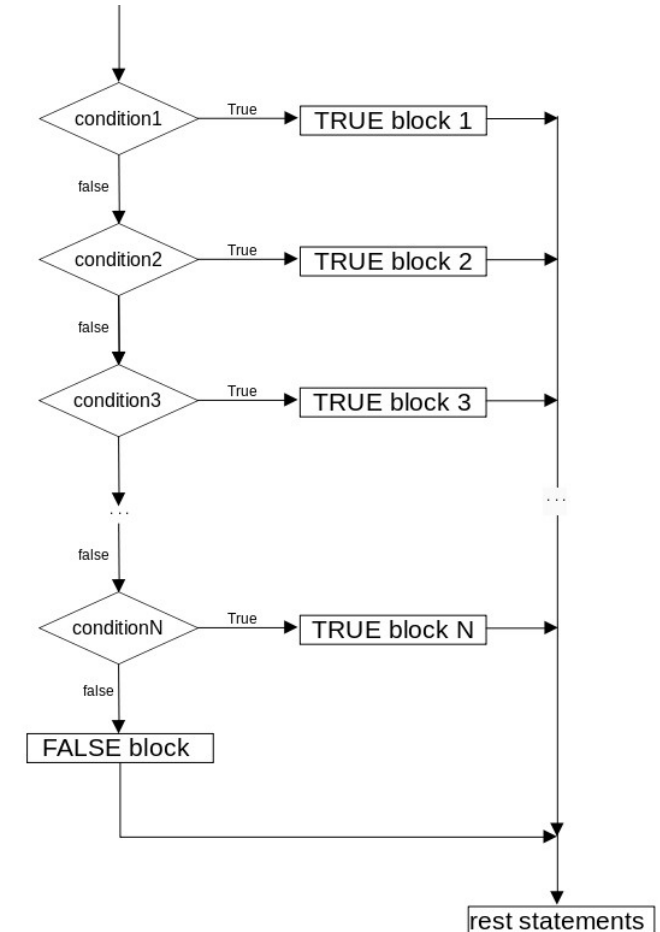 condition1
True
TRUE block 1
false
condition2
True
TRUE block 2
false
condition3
True
TRUE block 3
...
...
false
conditionN
True
TRUE block N
false
FALSE block
rest statements